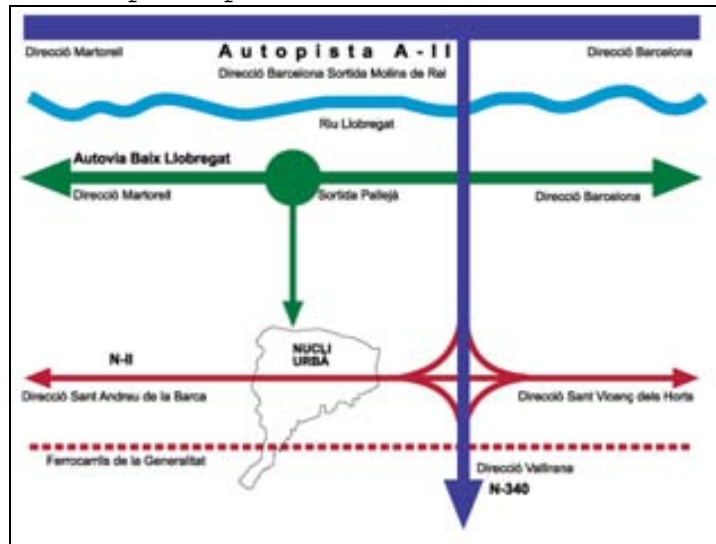 Autopista A-II
Direcció Martorell
Direcció Barcelona
Direcció Barcelona Sortida Molins de Rei
Riu Llobregat
Autovia Baix Llobregat
Direcció Martorell
Sortida Pallejà
Direcció Barcelona
NUCLI
URBÀ
N-II
Direcció Sant Andreu de la Barca
Direcció Sant Vicenç dels Horts
Ferrocarrils de la Generalitat
Direcció Vallirana
N-340